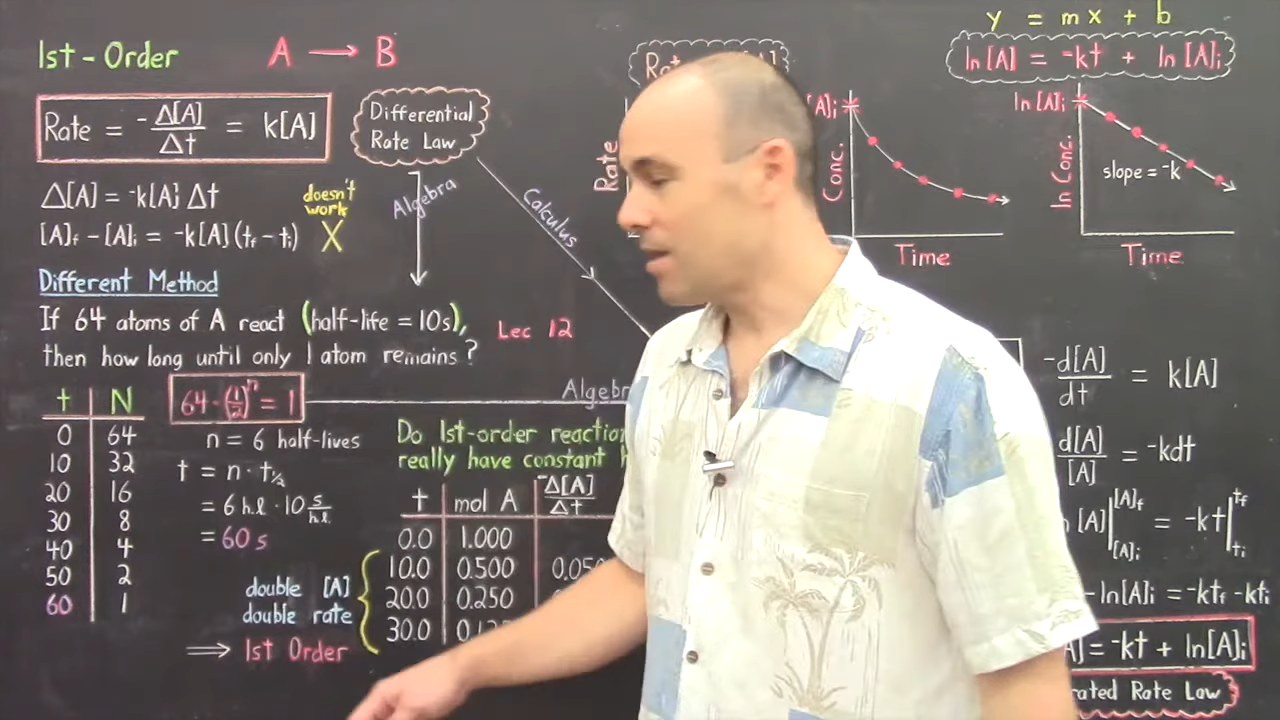 1st-Order A → B
Rate = -Δ[A]/Δt = k[A]
Differential
Rate Law
Δ[A] = -k[A] Δt
[A]f - [A]i = -k[A](tf - ti)
doesn't
work
X
Algebra
Calculus
Different Method
If 64 atoms of A react (half-life = 10s),
then how long until only 1 atom remains?
Lec 12
t N
0 64
10 32
20 16
30 8
40 4
50 2
60 1
64·(1/2)^n = 1
n = 6 half-lives
t = n · t½
= 6 h.l. · 10 s/h.l.
= 60 s
Do 1st-order
really have constant
t mol A -Δ[A]/Δt
0.0 1.000
10.0 0.500
20.0 0.250
30.0
double [A]
double rate
⟹ 1st Order
Rate
[A]i
Conc.
Time
y = mx + b
ln[A] = -kt + ln[A]i
ln[A]i
ln Conc.
slope = -k
Time
-d[A]/dt = k[A]
d[A]/[A] = -kdt
[A] |[A]f [A]i = -kt |tf ti
- ln[A]i = -ktf - kti
= -kt + ln[A]i
Rate Law